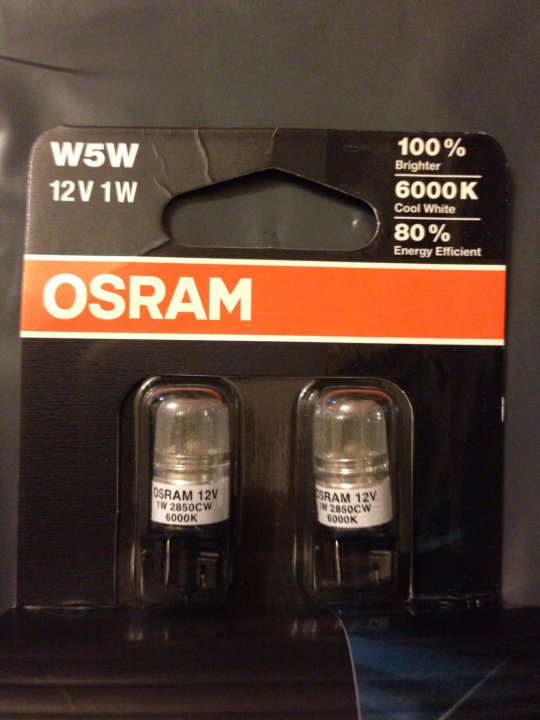 W5W
12V 1W
100%
Brighter
6000K
Cool White
80%
Energy Efficient
OSRAM
OSRAM 12V
1W 2850CW
6000K
OSRAM 12V
1W 2850CW
6000K